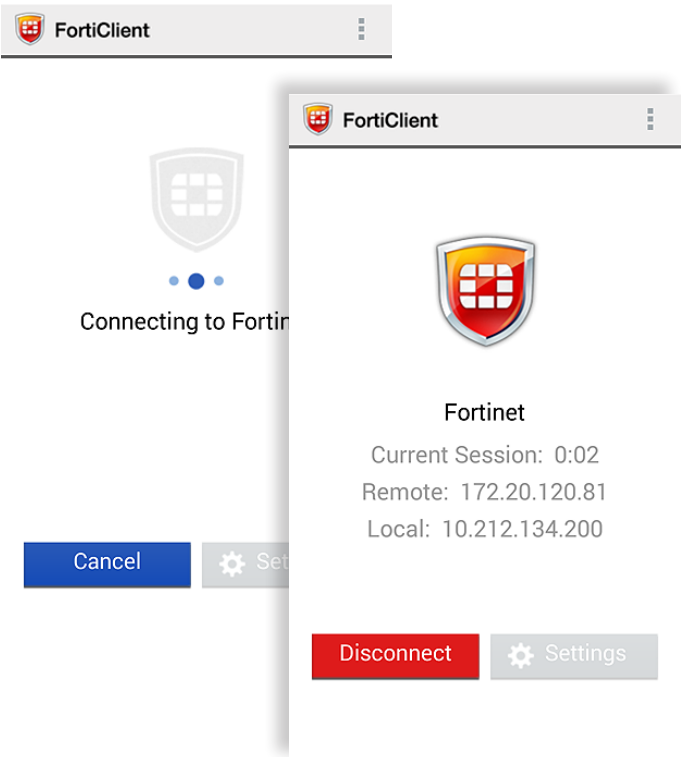 FortiClient
Connecting to Fortin
Cancel
Set
FortiClient
Fortinet
Current Session: 0:02
Remote: 172.20.120.81
Local: 10.212.134.200
Disconnect
Settings